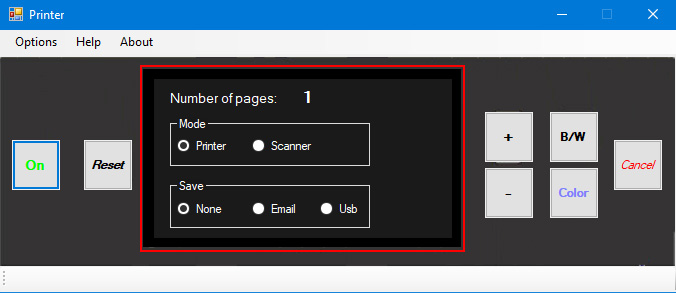 Printer
Options Help About
Number of pages: 1
Mode
Printer Scanner
Save
None Email Usb
On
Reset
+
B/W
-
Color
Cancel